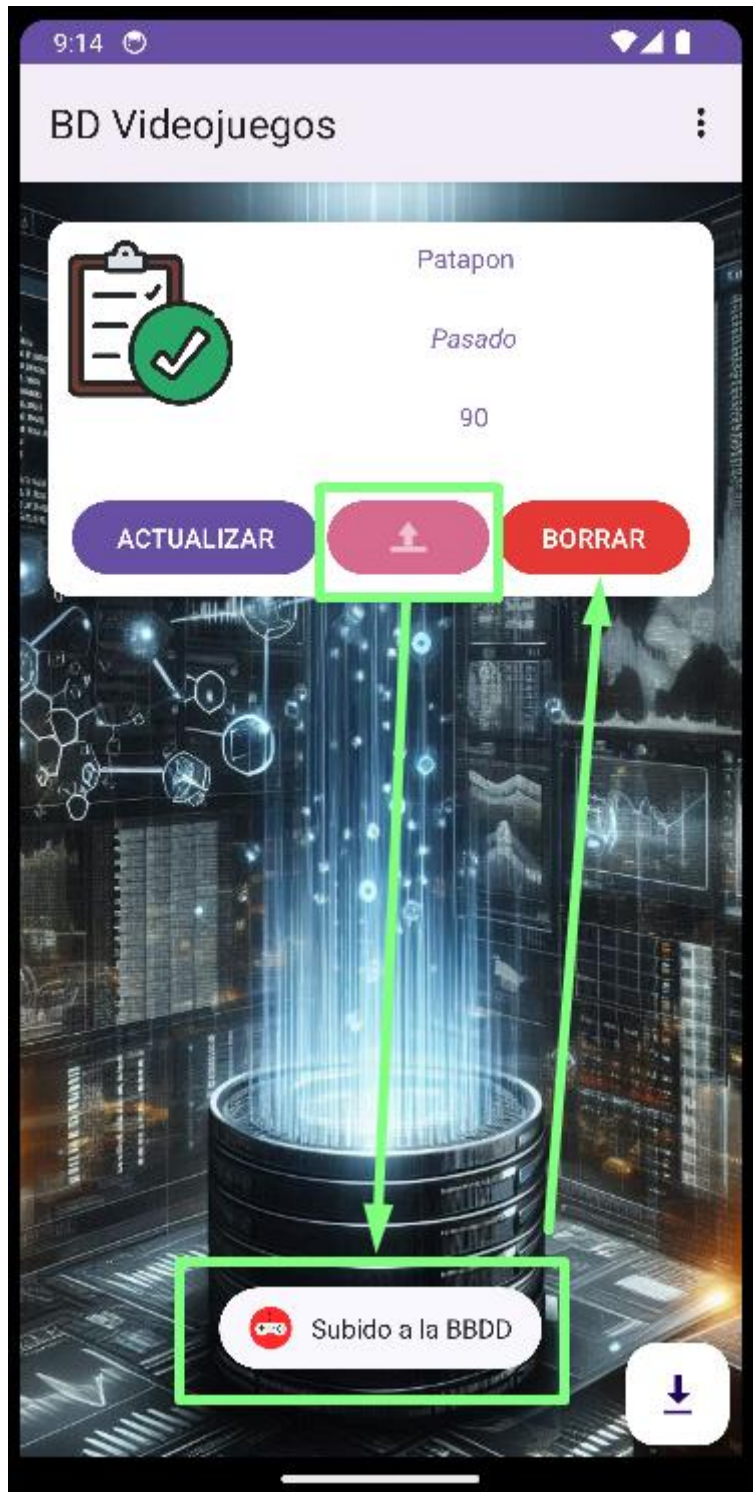 9:14
BD Videojuegos
Patapon
Pasado
90
ACTUALIZAR
BORRAR
Subido a la BBDD